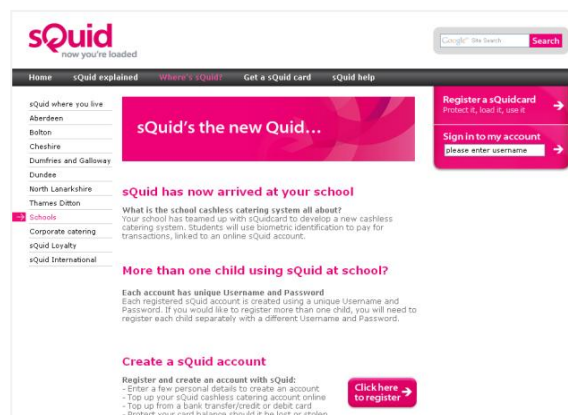 sQuid
now you're loaded
Google™ Site Search
Search
Home sQuid explained Where's sQuid? Get a sQuid card sQuid help
sQuid where you live
Aberdeen
Bolton
Cheshire
Dumfries and Galloway
Dundee
North Lanarkshire
Thames Ditton
Schools
Corporate catering
sQuid Loyalty
sQuid International
sQuid's the new Quid...
Register a sQuidcard
Protect it, load it, use it
Sign in to my account
please enter username
sQuid has now arrived at your school
What is the school cashless catering system all about?
Your school has teamed up with sQuidcard to develop a new cashless
catering system. Students will use biometric identification to pay for
transactions, linked to an online sQuid account.
More than one child using sQuid at school?
Each account has unique Username and Password
Each registered sQuid account is created using a unique Username and
Password. If you would like to register more than one child, you will need to
register each child separately with a different Username and Password.
Create a sQuid account
Register and create an account with sQuid:
- Enter a few personal details to create an account
- Top up your sQuid cashless catering account online
- Top up from a bank transfer/credit or debit card
- Protect your card balance should it be lost or stolen
Click here
to register